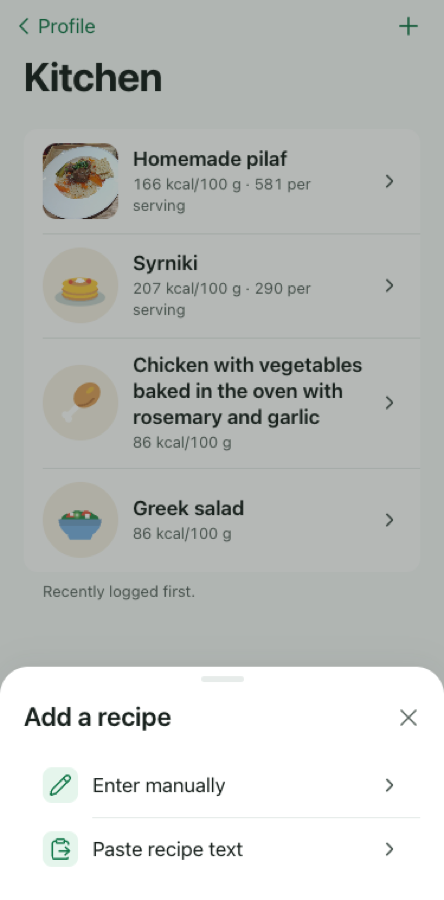 Profile
Kitchen
Homemade pilaf
166 kcal/100 g · 581 per
serving
Syrniki
207 kcal/100 g · 290 per
serving
Chicken with vegetables
baked in the oven with
rosemary and garlic
86 kcal/100 g
Greek salad
86 kcal/100 g
Recently logged first.
Add a recipe
Enter manually
Paste recipe text